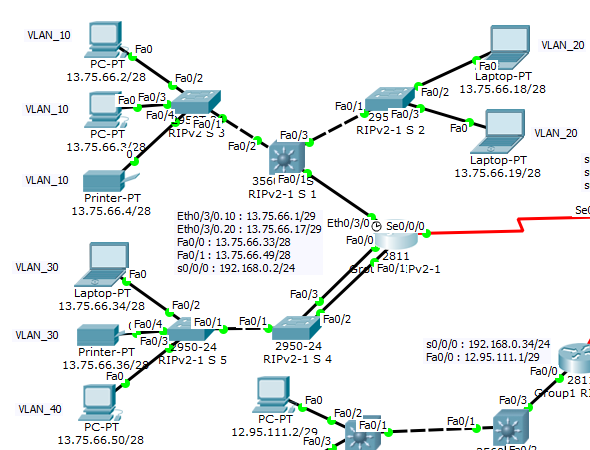 VLAN_10
Fa0
PC-PT
13.75.66.2/28
Fa0/2
VLAN_10
Fa0
Fa0/3
Fa0/4
PC-PT
13.75.66.3/28
Fa0/1
RIPv2-1 S 3
VLAN_10
Printer-PT
13.75.66.4/28
Fa0/2
Fa0/3
Fa0/1
RIPv2-1 S 1
Fa0/1
Fa0/2
Fa0/3
RIPv2-1 S 2
Fa0
Laptop-PT
13.75.66.18/28
VLAN_20
Fa0
Laptop-PT
13.75.66.19/28
VLAN_20
Eth0/3/0.10 : 13.75.66.1/29
Eth0/3/0.20 : 13.75.66.17/29
Fa0/0 : 13.75.66.33/28
Fa0/1 : 13.75.66.49/28
s0/0/0 : 192.168.0.2/24
Eth0/3/0
Se0/0/0
Fa0/0
2811
Fa0/1
VLAN_30
Fa0
Laptop-PT
13.75.66.34/28
Fa0/2
VLAN_30
Fa0/4
Fa0/3
Printer-PT
13.75.66.36/28
Fa0/1
2950-24
RIPv2-1 S 5
Fa0/1
Fa0/3
Fa0/2
2950-24
RIPv2-1 S 4
VLAN_40
Fa0
PC-PT
13.75.66.50/28
s0/0/0 : 192.168.0.34/24
Fa0/0 : 12.95.111.1/29
Fa0/0
PC-PT
12.95.111.2/29
Fa0
Fa0/2
Fa0/1
Fa0/3
Fa0/1
Fa0/3
Fa0/2